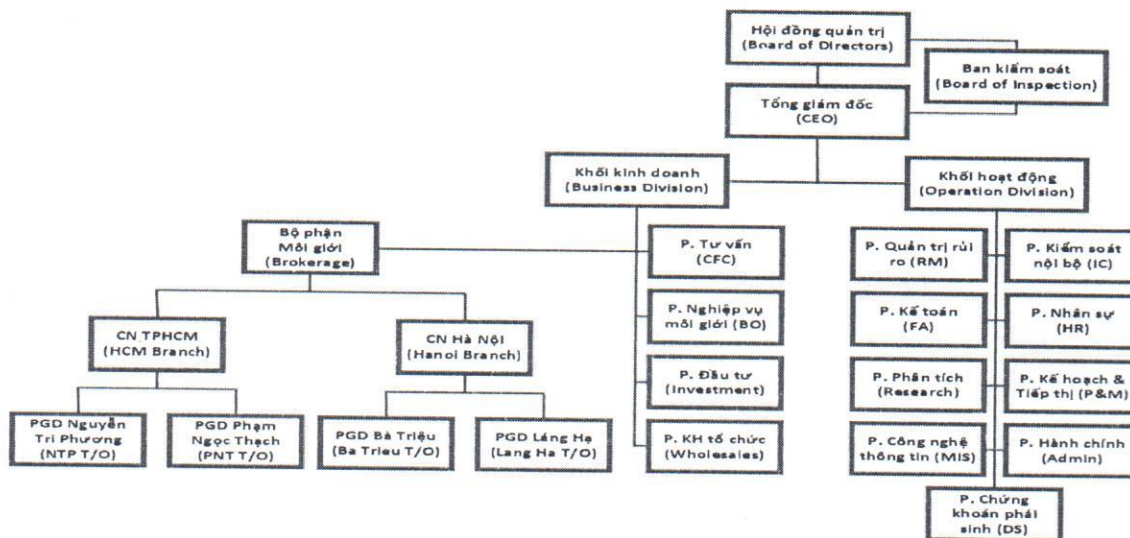 Hội đồng quản trị
(Board of Directors)
Ban kiểm soát
(Board of Inspection)
Tổng giám đốc
(CEO)
Khối kinh doanh
(Business Division)
Khối hoạt động
(Operation Division)
Bộ phận
Môi giới
(Brokerage)
P. Tư vấn
(CFC)
P. Quản trị rủi
ro (RM)
P. Kiểm soát
nội bộ (IC)
CN TPHCM
(HCM Branch)
CN Hà Nội
(Hanoi Branch)
P. Nghiệp vụ
môi giới (BO)
P. Kế toán
(FA)
P. Nhân sự
(HR)
P. Đầu tư
(Investment)
P. Phân tích
(Research)
P. Kế hoạch &
Tiếp thị (P&M)
PGD Nguyễn
Tri Phương
(NTP T/O)
PGD Phạm
Ngọc Thạch
(PNT T/O)
PGD Bà Triệu
(Ba Trieu T/O)
PGD Láng Hạ
(Lang Ha T/O)
P. KH tổ chức
(Wholesales)
P. Công nghệ
thông tin (MIS)
P. Hành chính
(Admin)
P. Chứng
khoán phái
sinh (DS)